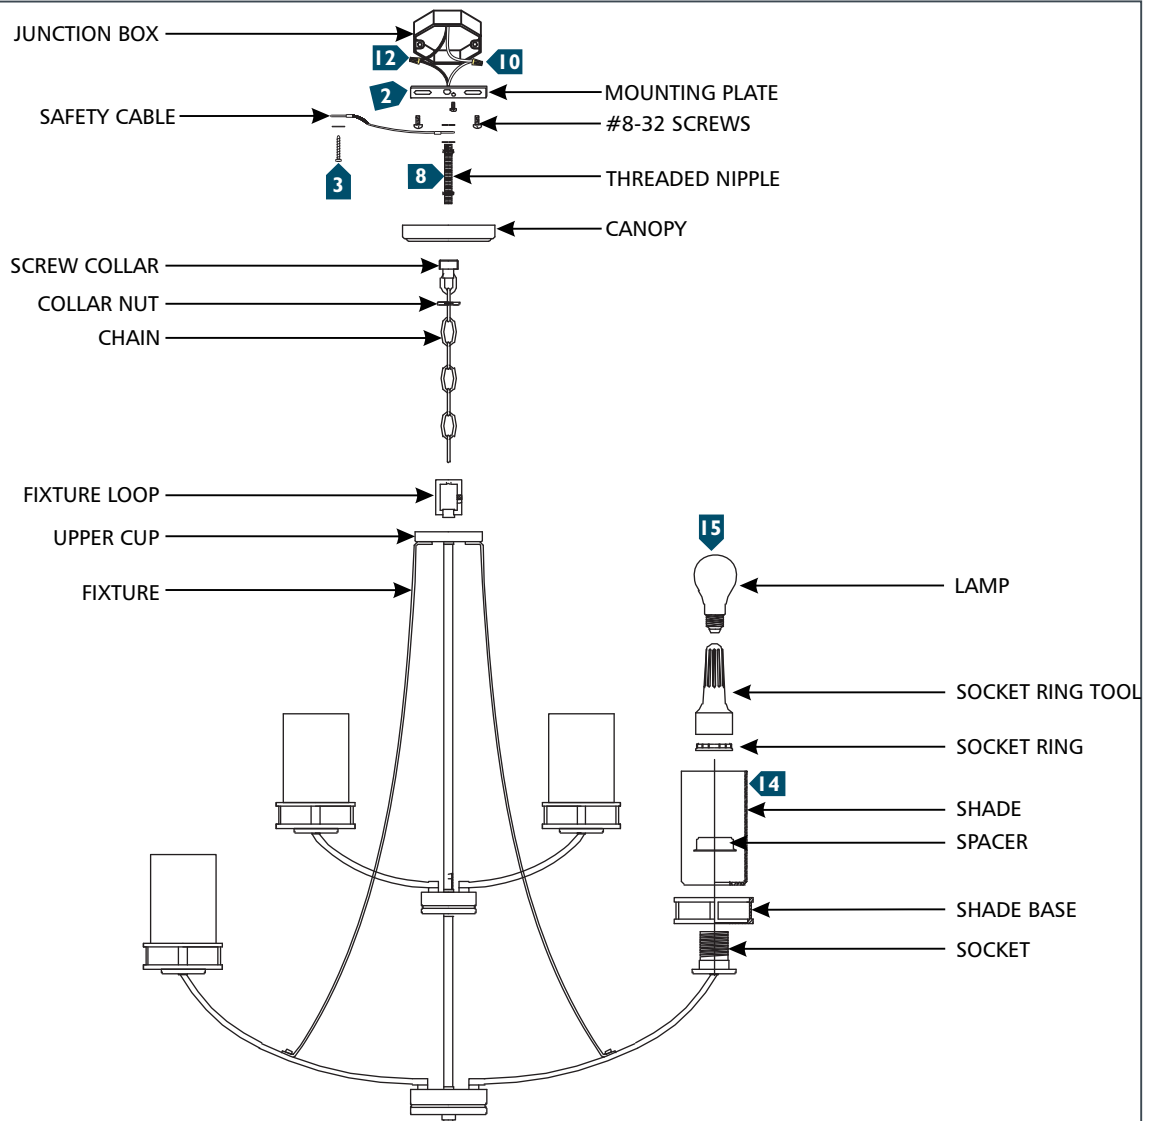 JUNCTION BOX
12
10
2
MOUNTING PLATE
SAFETY CABLE
#8-32 SCREWS
3
8
THREADED NIPPLE
CANOPY
SCREW COLLAR
COLLAR NUT
CHAIN
FIXTURE LOOP
UPPER CUP
FIXTURE
15
LAMP
SOCKET RING TOOL
SOCKET RING
14
SHADE
SPACER
SHADE BASE
SOCKET